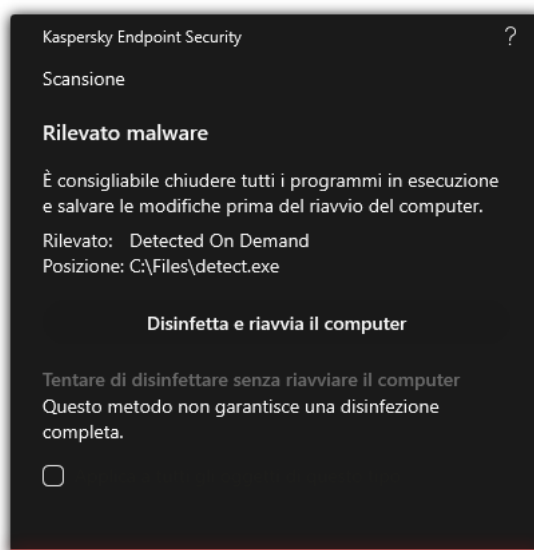 Kaspersky Endpoint Security ?
Scansione
Rilevato malware
È consigliabile chiudere tutti i programmi in esecuzione
e salvare le modifiche prima del riavvio del computer.
Rilevato: Detected On Demand
Posizione: C:\Files\detect.exe
Disinfetta e riavvia il computer
Tentare di disinfettare senza riavviare il computer
Questo metodo non garantisce una disinfezione
completa.